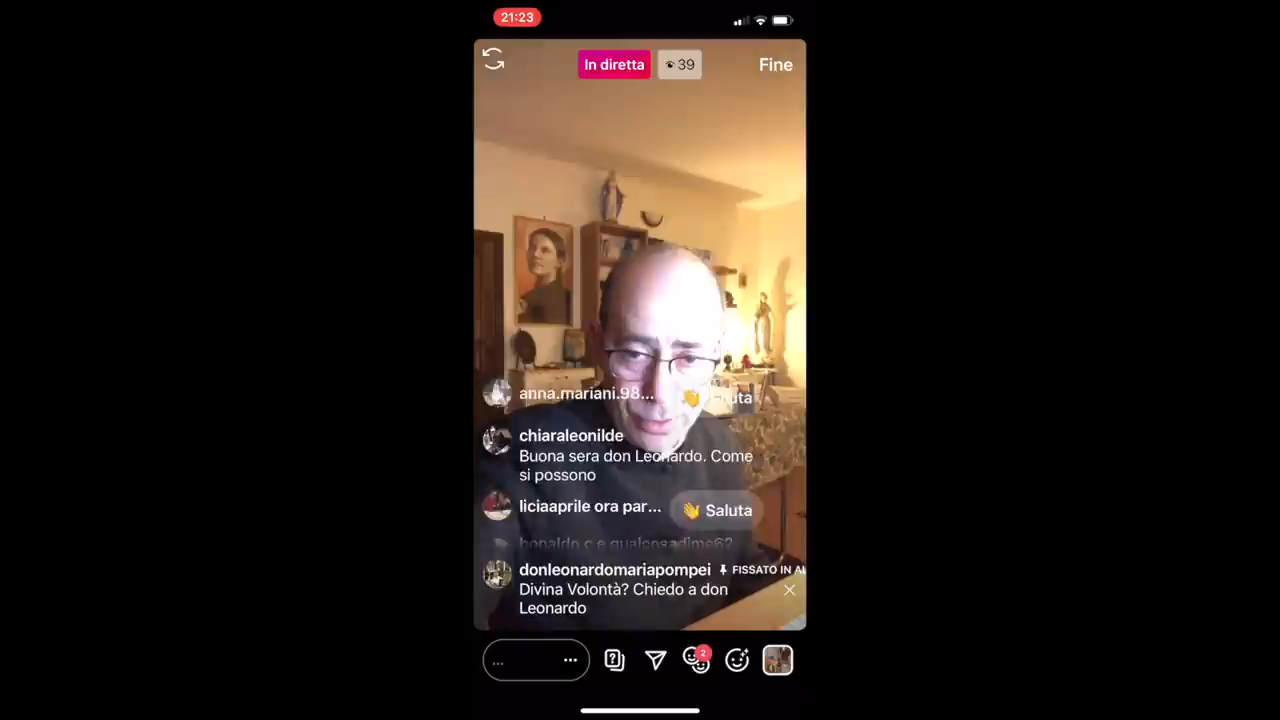 21:23
In diretta
39
Fine
anna.mariani.98...
chiaraleonilde
Buona sera don Leonardo. Come
si possono
liciaaprile ora par...
👋 Saluta
donleonardomariapompei
FISSATO IN AL
Divina Volontà? Chiedo a don
Leonardo
...
2